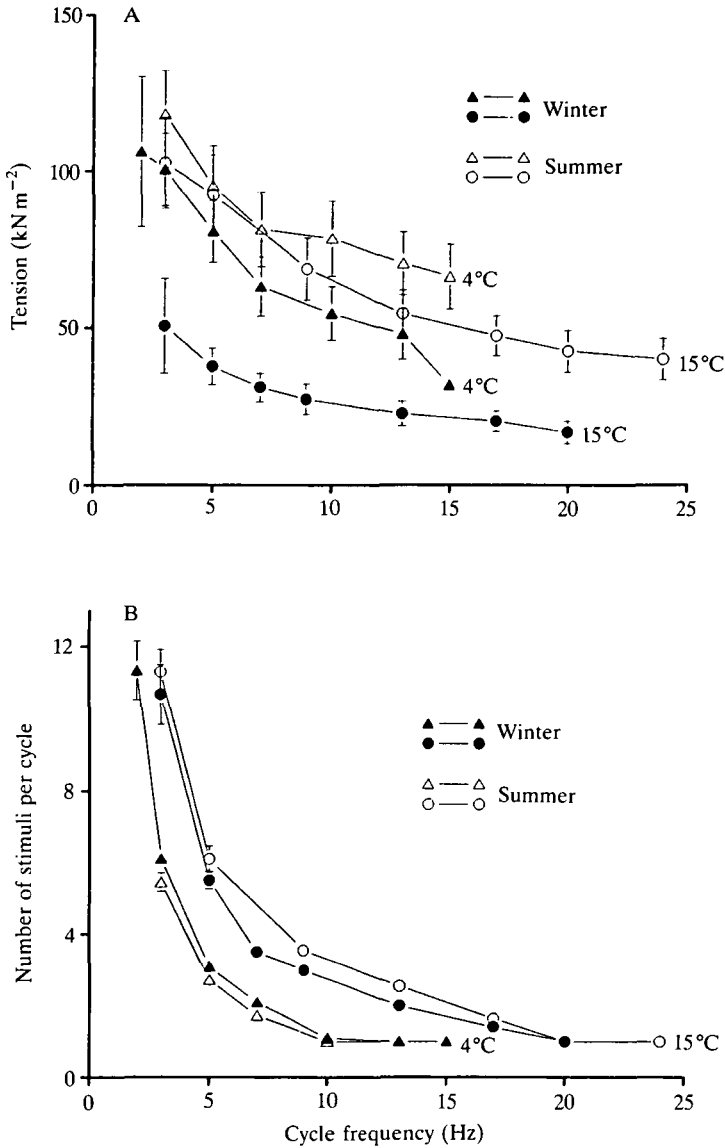 A
150
100
50
0
Tension (kN m⁻²)
Winter
Summer
4°C
15°C
4°C
15°C
0 5 10 15 20 25
B
12
8
4
0
Number of stimuli per cycle
Winter
Summer
4°C
15°C
0 5 10 15 20 25
Cycle frequency (Hz)